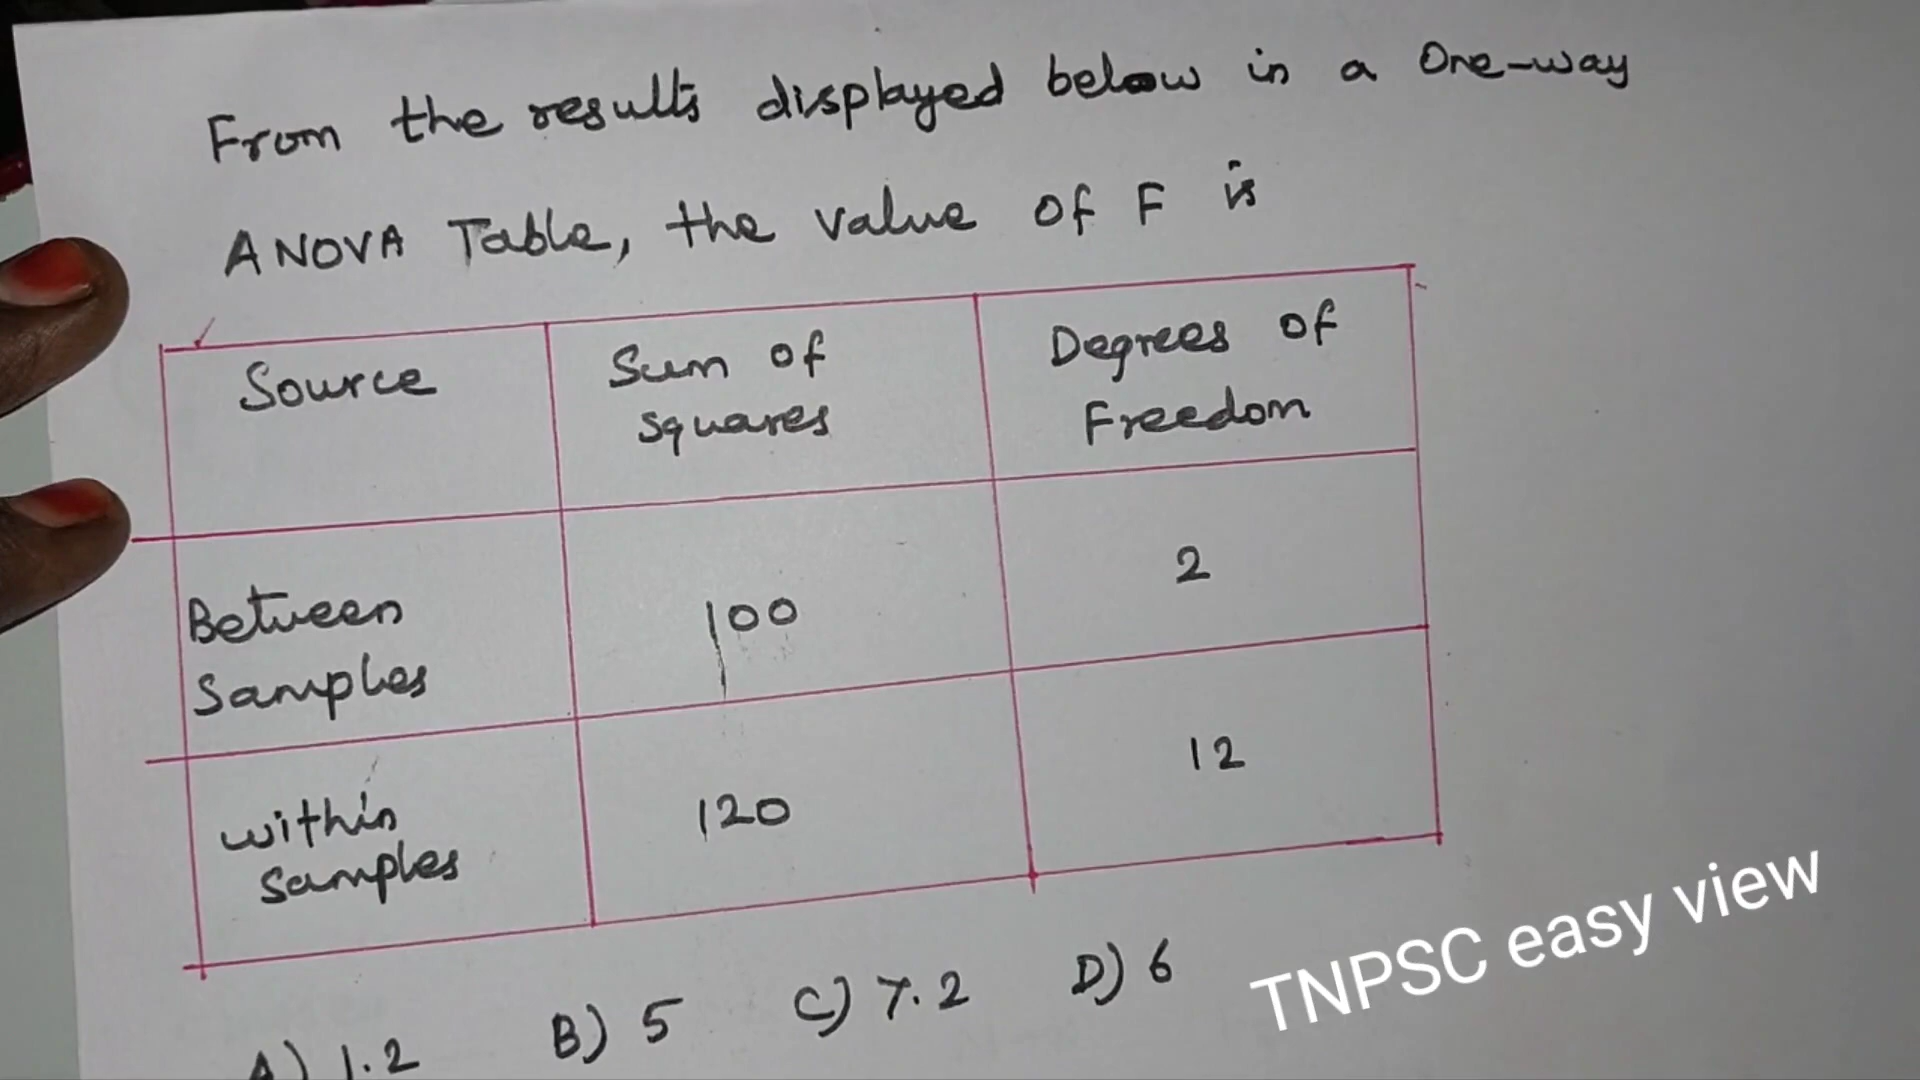 From the results displayed below in a One-way
ANOVA Table, the value of F is
Source
Sum of
squares
Degrees of
Freedom
Between
Samples
100
2
within
samples
120
12
A) 1.2 B) 5 C) 7.2 D) 6
TNPSC easy view